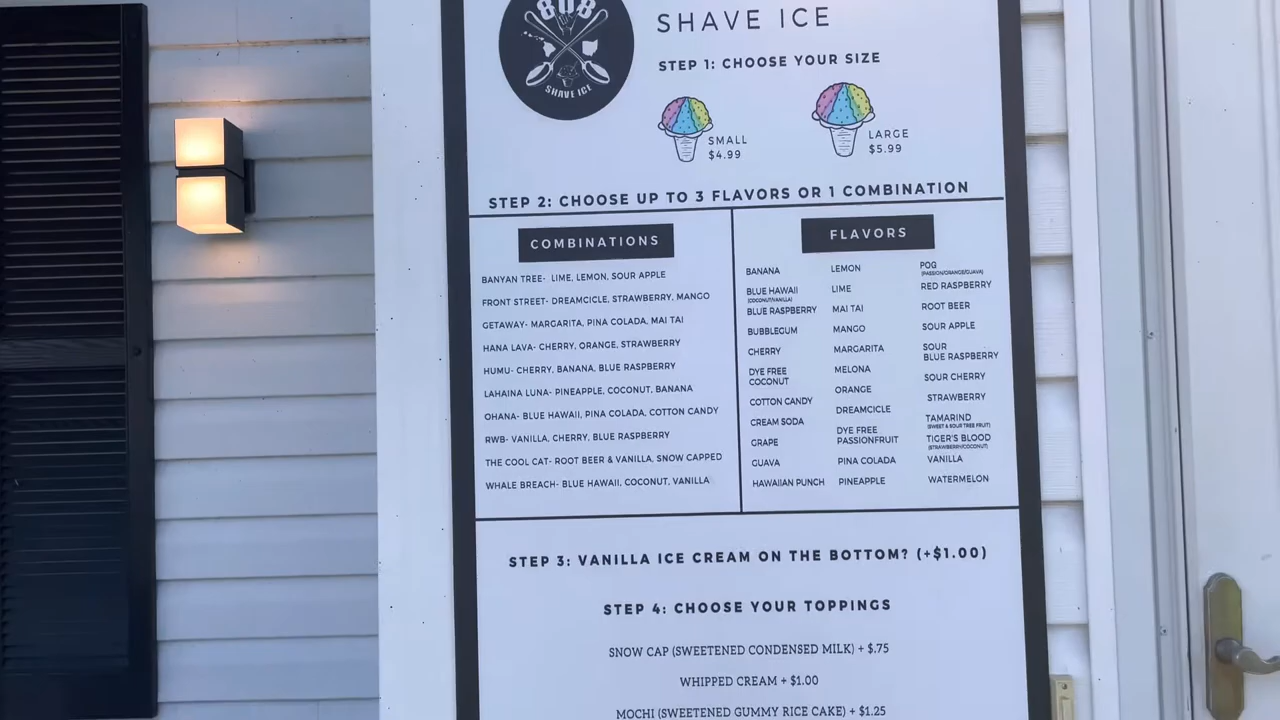 808
SHAVE ICE
SHAVE ICE
STEP 1: CHOOSE YOUR SIZE
SMALL
$4.99
LARGE
$5.99
STEP 2: CHOOSE UP TO 3 FLAVORS OR 1 COMBINATION
COMBINATIONS
BANYAN TREE- LIME, LEMON, SOUR APPLE
FRONT STREET- DREAMCICLE, STRAWBERRY, MANGO
GETAWAY- MARGARITA, PINA COLADA, MAI TAI
HANA LAVA- CHERRY, ORANGE, STRAWBERRY
HUMU- CHERRY, BANANA, BLUE RASPBERRY
LAHAINA LUNA- PINEAPPLE, COCONUT, BANANA
OHANA- BLUE HAWAII, PINA COLADA, COTTON CANDY
RWB- VANILLA, CHERRY, BLUE RASPBERRY
THE COOL CAT- ROOT BEER & VANILLA, SNOW CAPPED
WHALE BREACH- BLUE HAWAII, COCONUT, VANILLA
FLAVORS
BANANA
BLUE HAWAII
(COCONUT/VANILLA)
BLUE RASPBERRY
BUBBLEGUM
CHERRY
DYE FREE
COCONUT
COTTON CANDY
CREAM SODA
GRAPE
GUAVA
HAWAIIAN PUNCH
LEMON
LIME
MAI TAI
MANGO
MARGARITA
MELONA
ORANGE
DREAMCICLE
DYE FREE
PASSIONFRUIT
PINA COLADA
PINEAPPLE
POG
(PASSION/ORANGE/GUAVA)
RED RASPBERRY
ROOT BEER
SOUR APPLE
SOUR
BLUE RASPBERRY
SOUR CHERRY
STRAWBERRY
TAMARIND
(SWEET & SOUR TREE FRUIT)
TIGER'S BLOOD
(STRAWBERRY/COCONUT)
VANILLA
WATERMELON
STEP 3: VANILLA ICE CREAM ON THE BOTTOM? (+$1.00)
STEP 4: CHOOSE YOUR TOPPINGS
SNOW CAP (SWEETENED CONDENSED MILK) + $.75
WHIPPED CREAM + $1.00
MOCHI (SWEETENED GUMMY RICE CAKE) + $1.25